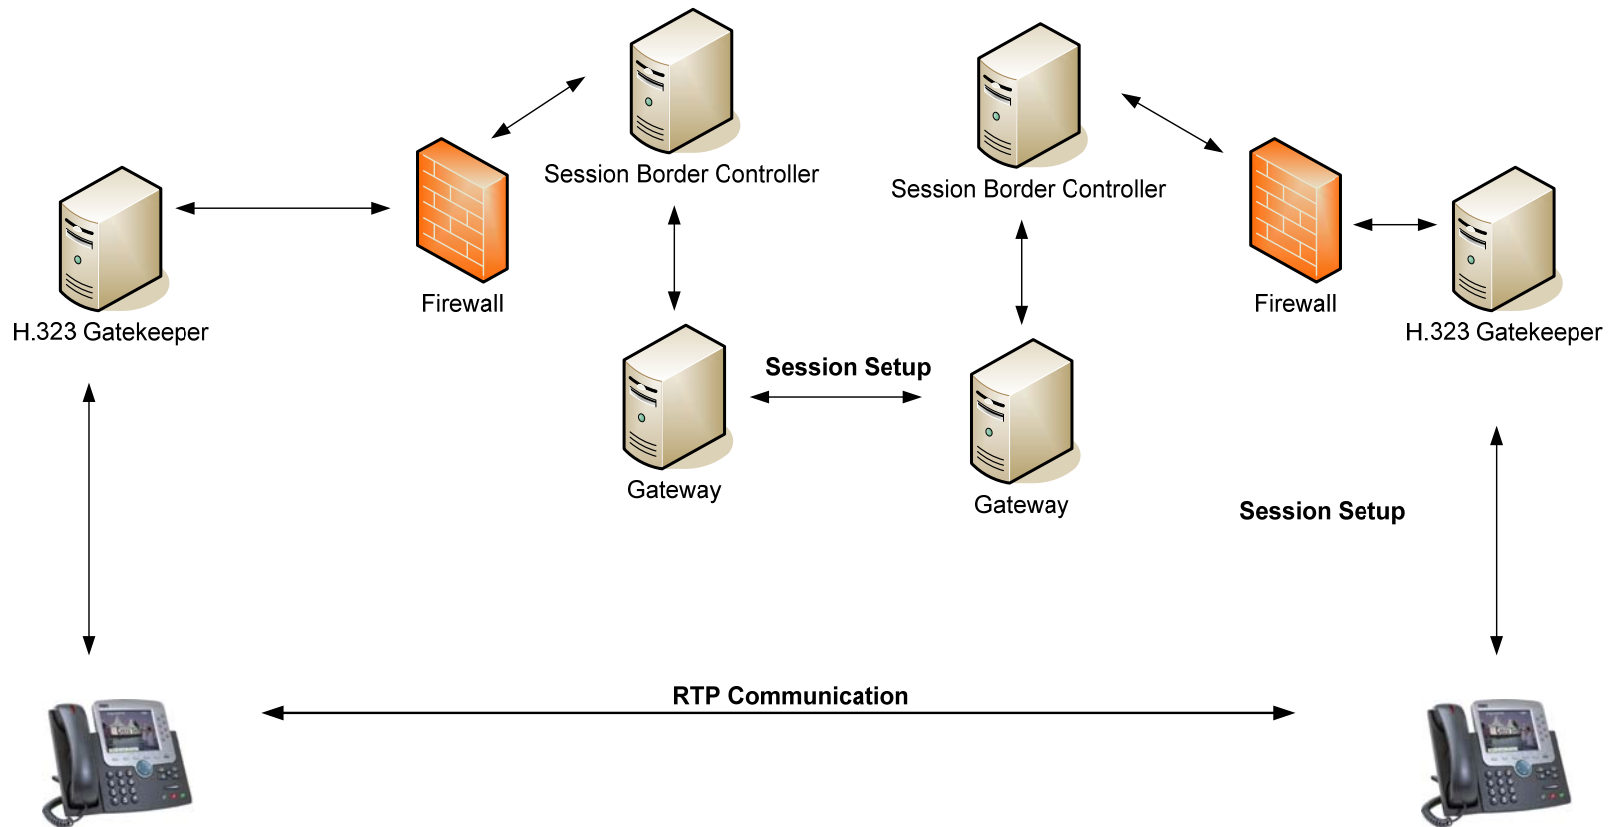 Session Border Controller
Session Border Controller
Firewall
Firewall
H.323 Gatekeeper
H.323 Gatekeeper
Session Setup
Gateway
Gateway
Session Setup
RTP Communication